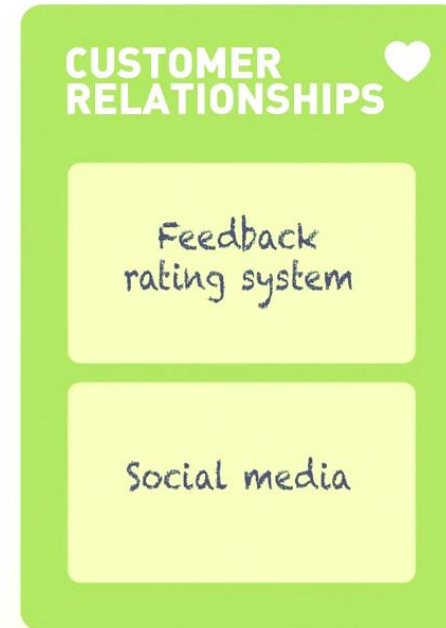 CUSTOMER
RELATIONSHIPS
Feedback
rating system
Social media